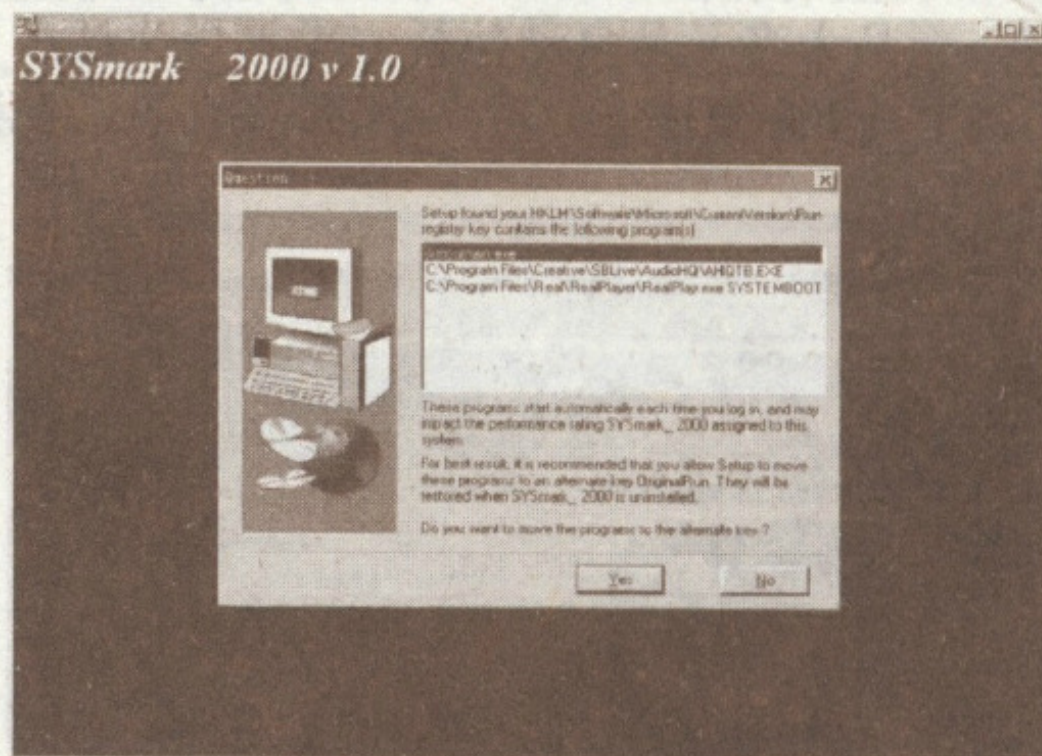 SYSmark 2000 v 1.0
Question
Setup found your HKLM\Software\Microsoft\CurrentVersion\Run
registry key contains the following program(s)
C:\Program Files\Creative\SBLive\AudioHQ\AHQTB.EXE
C:\Program Files\Real\RealPlayer\RealPlay.exe SYSTEMBOOT
These programs start automatically each time you log in, and may
impact the performance rating SYSmark_ 2000 assigned to this
system.
For best result, it is recommended that you allow Setup to move
these programs to an alternate key OriginalRun. They will be
restored when SYSmark_ 2000 is uninstalled.
Do you want to move the programs to the alternate key ?
Yes
No